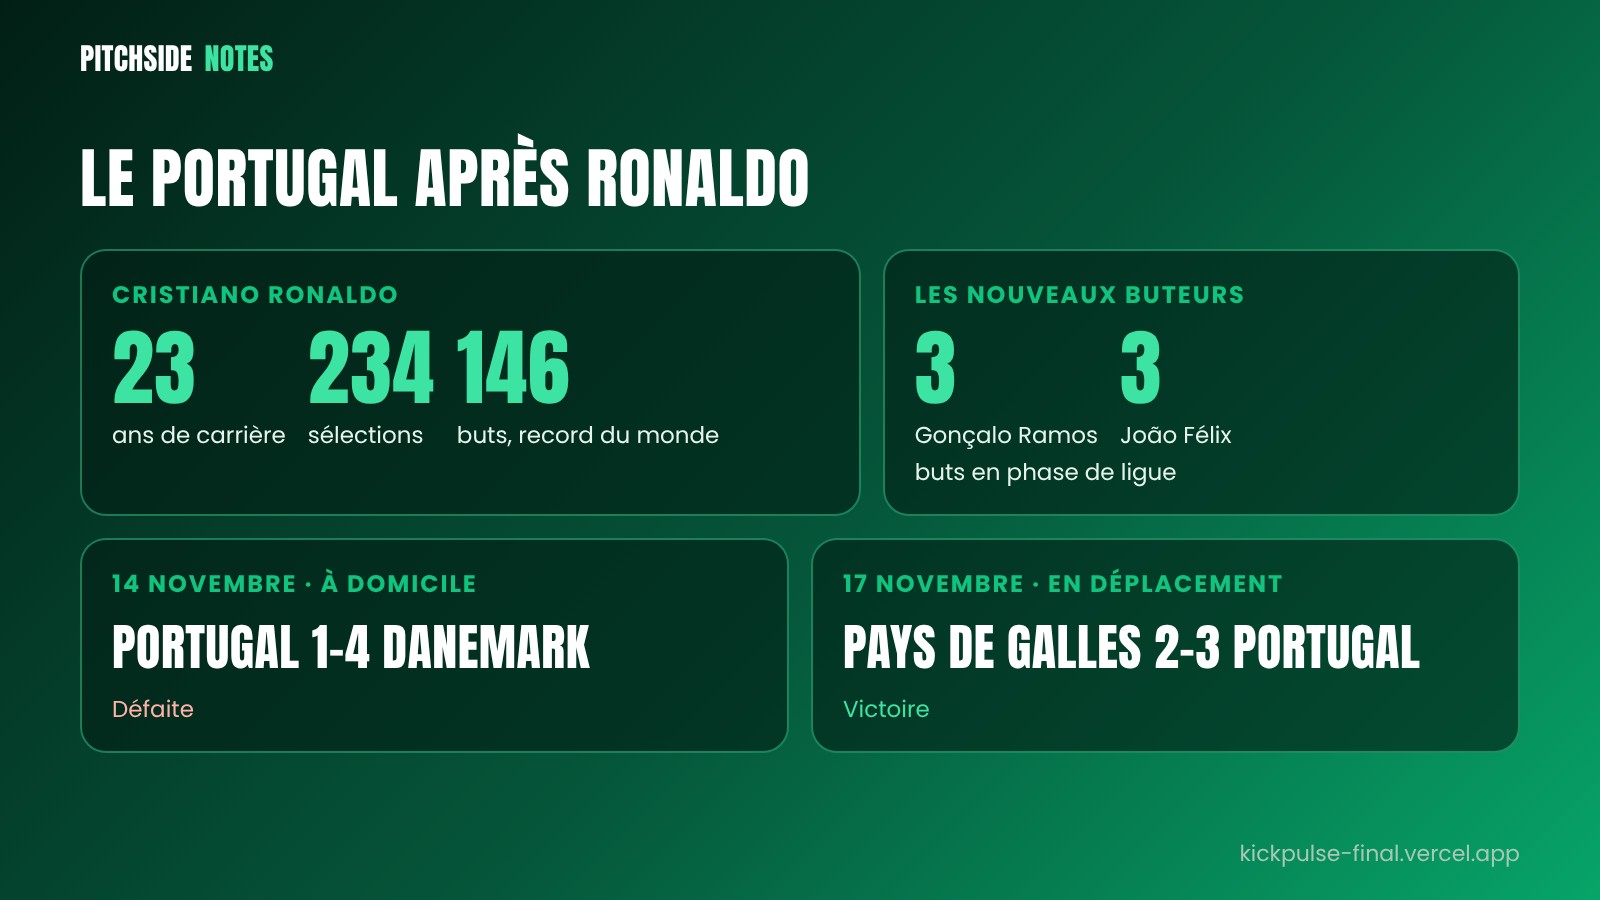 PITCHSIDE NOTES
LE PORTUGAL APRÈS RONALDO
CRISTIANO RONALDO
23 234 146
ans de carrière sélections buts, record du monde
LES NOUVEAUX BUTEURS
3 3
Gonçalo Ramos João Félix
buts en phase de ligue
14 NOVEMBRE · À DOMICILE
PORTUGAL 1-4 DANEMARK
Défaite
17 NOVEMBRE · EN DÉPLACEMENT
PAYS DE GALLES 2-3 PORTUGAL
Victoire
kickpulse-final.vercel.app